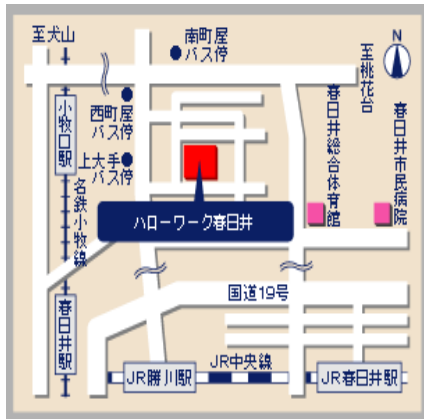 至犬山
南町屋
バス停
N
至桃花台
小牧口駅
西町屋
バス停
上大手
バス停
春日井総合体育館
春日井市民病院
名鉄小牧線
ハローワーク春日井
国道19号
春日井駅
JR中央線
JR勝川駅
JR春日井駅